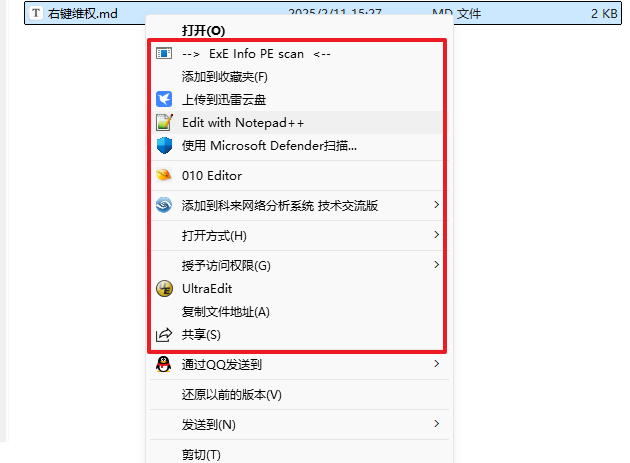 右键维权.md 2025/2/11 15:27 MD 文件 2 KB
打开(O)
--> ExE Info PE scan <--
添加到收藏夹(F)
上传到迅雷云盘
Edit with Notepad++
使用 Microsoft Defender扫描...
010 Editor
添加到科来网络分析系统 技术交流版
打开方式(H)
授予访问权限(G)
UltraEdit
复制文件地址(A)
共享(S)
通过QQ发送到
还原以前的版本(V)
发送到(N)
剪切(T)